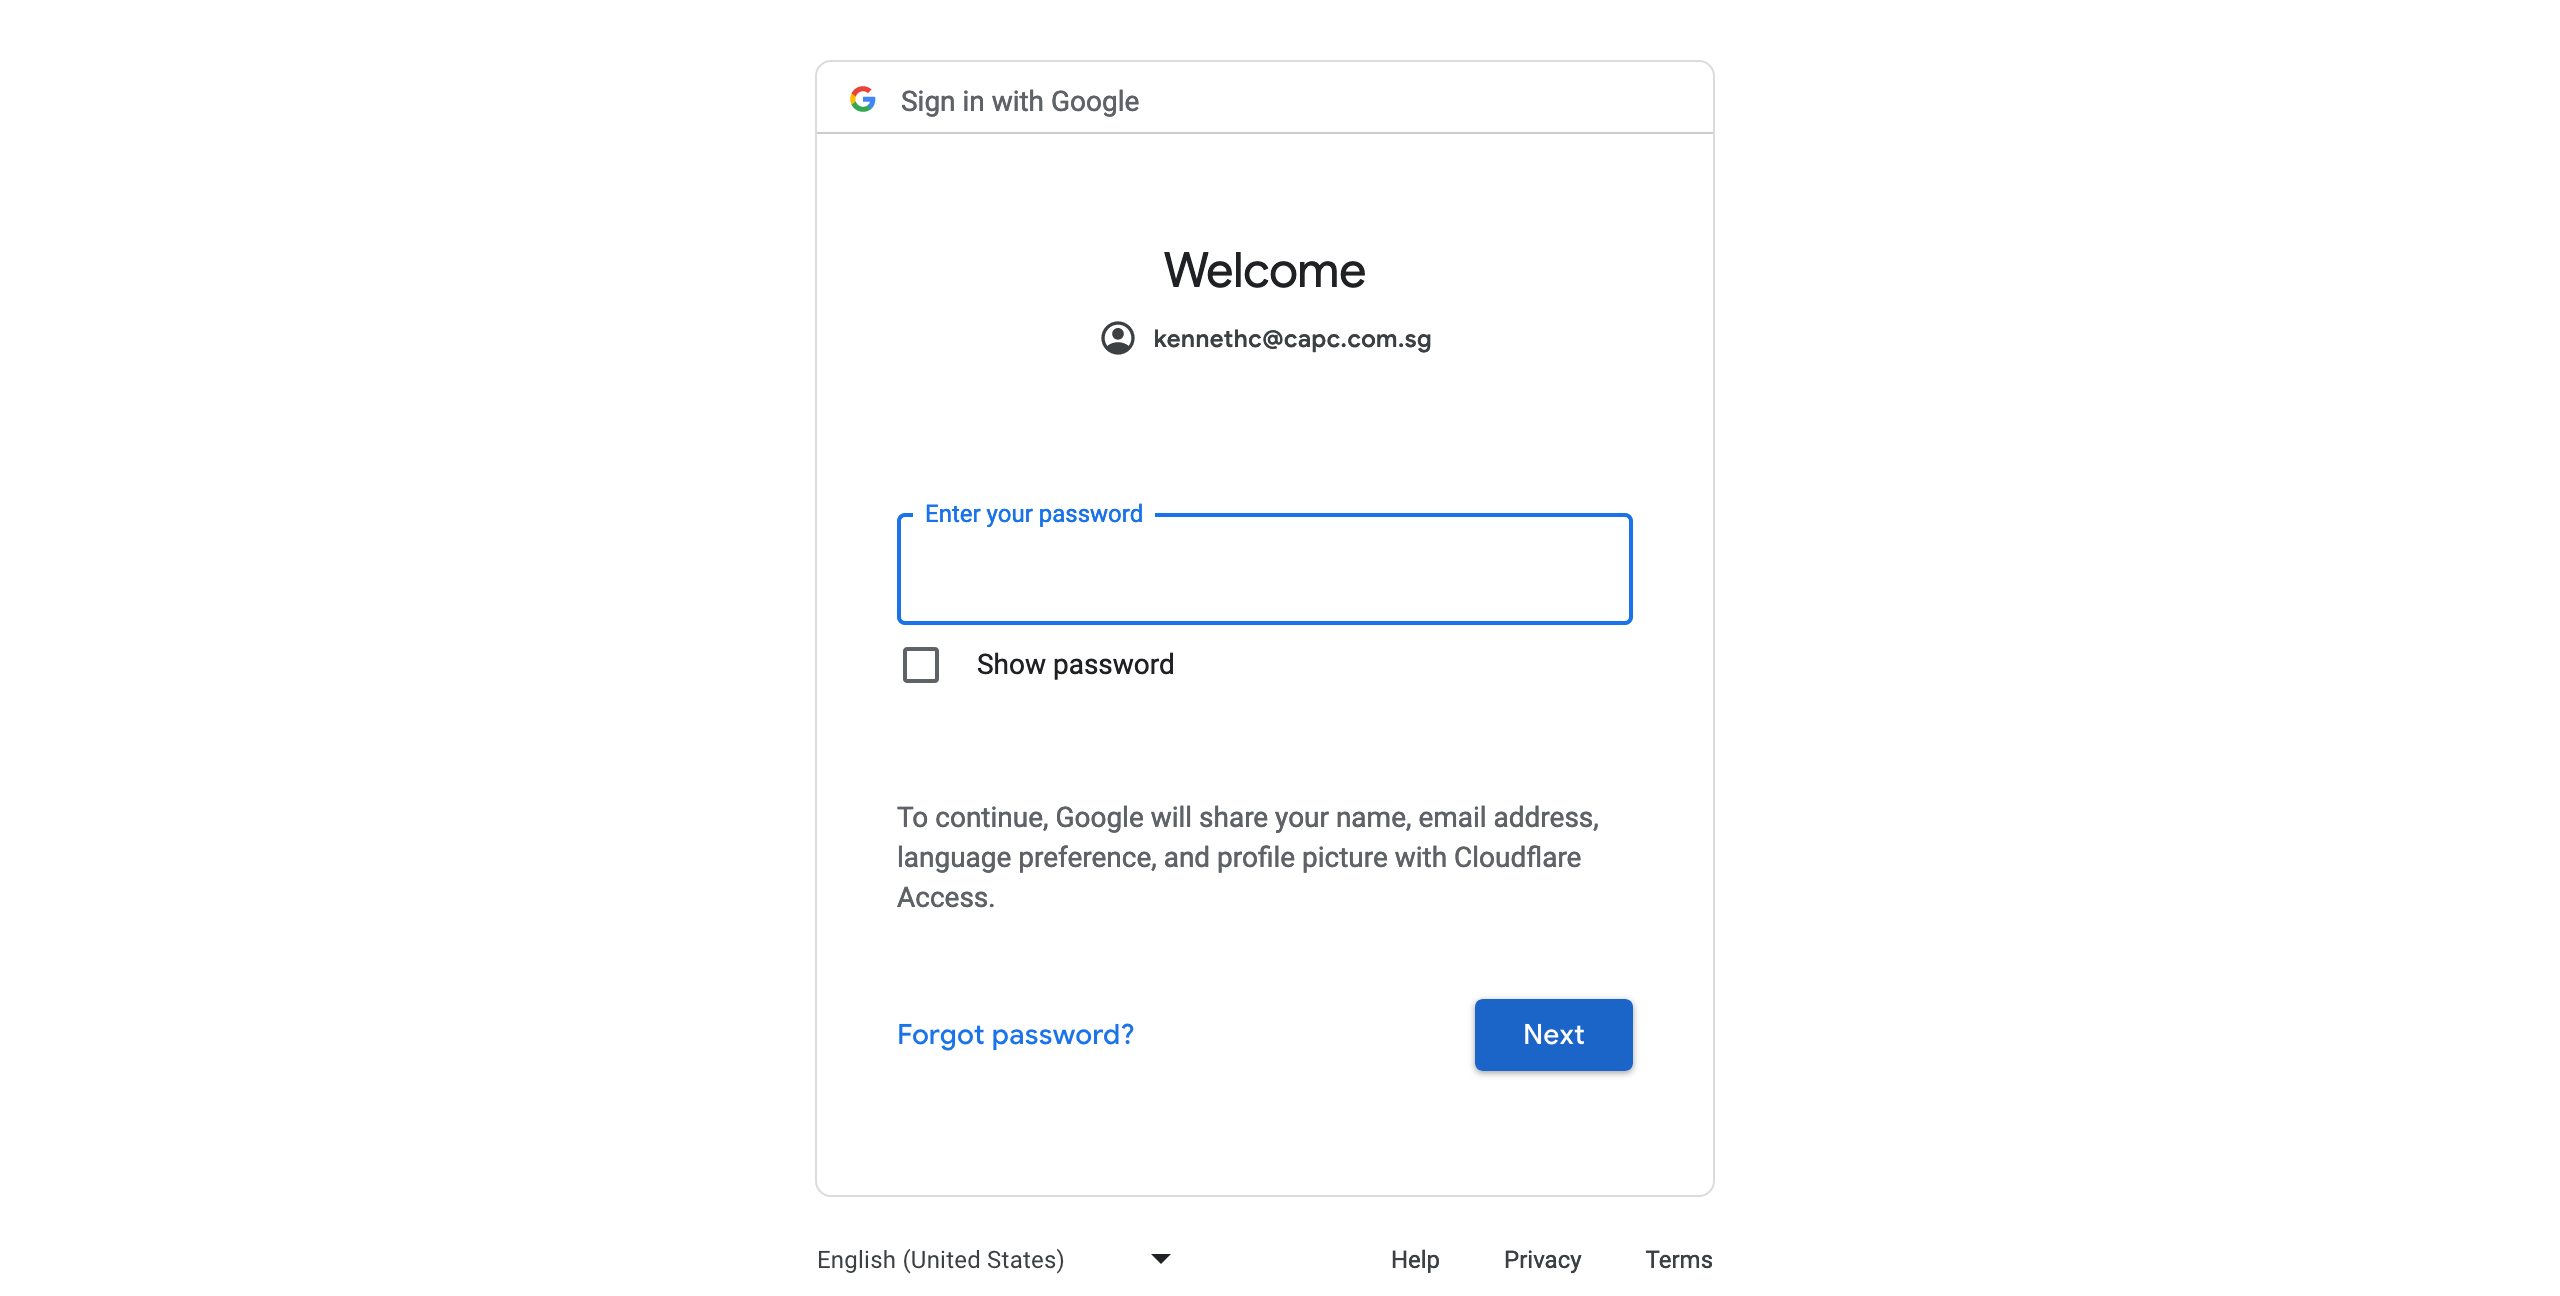 Sign in with Google
Welcome
kennethc@capc.com.sg
Enter your password
Show password
To continue, Google will share your name, email address,
language preference, and profile picture with Cloudflare
Access.
Forgot password?
Next
English (United States)
Help
Privacy
Terms